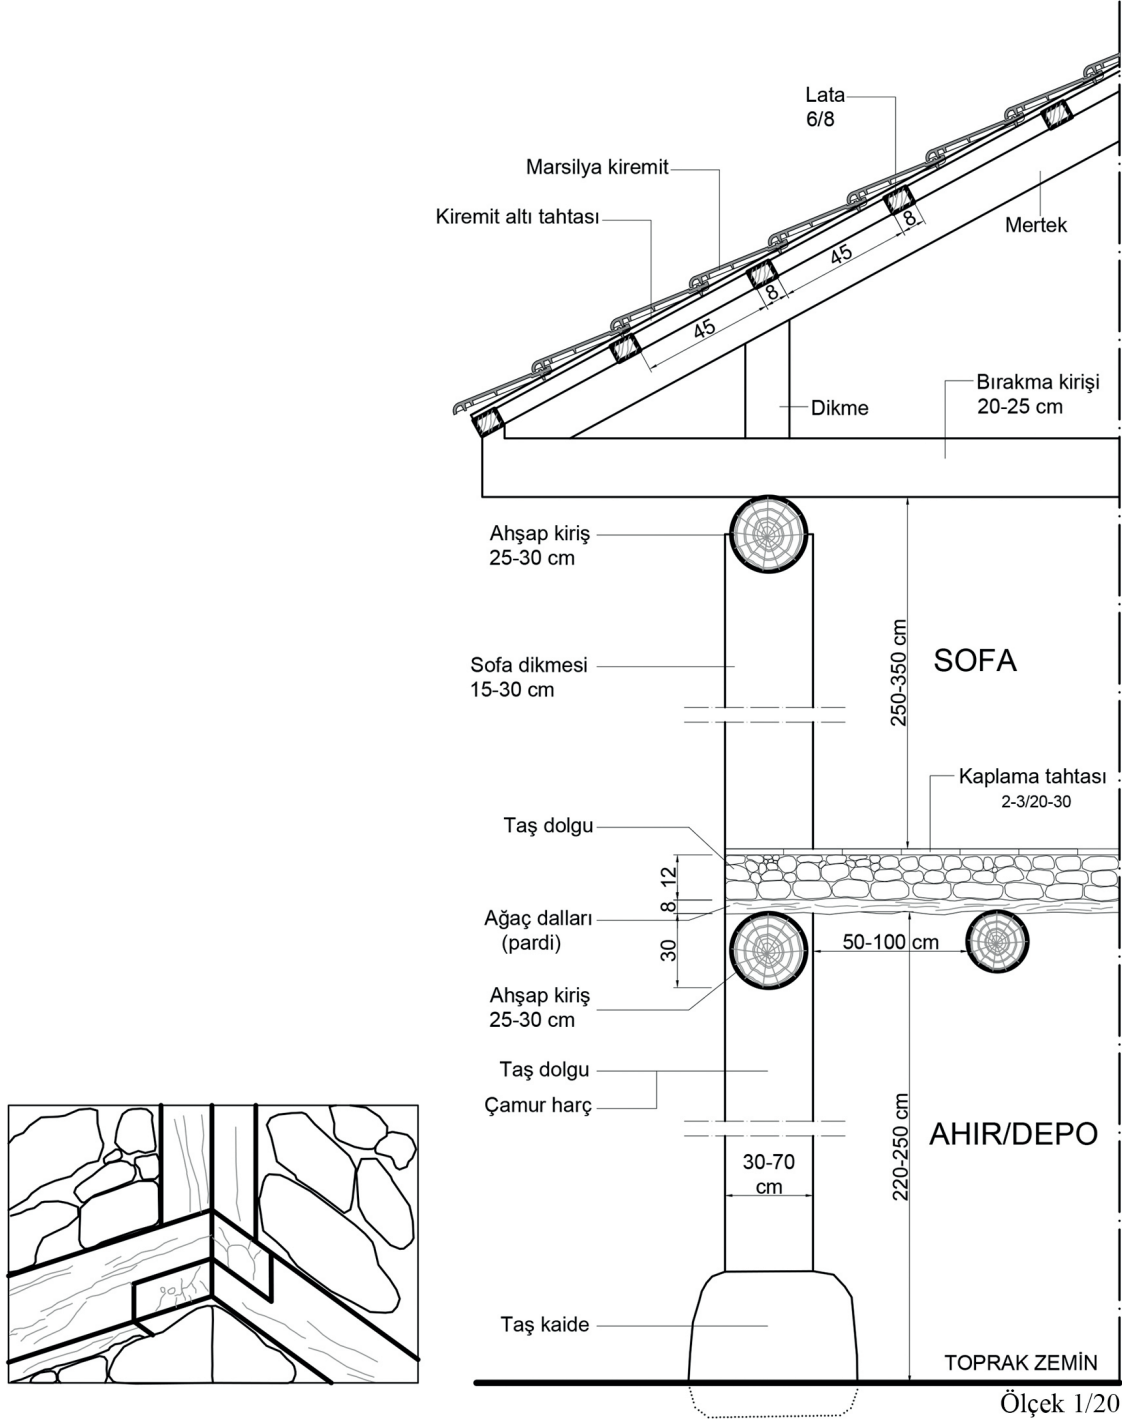 Lata
6/8
Marsilya kiremit
Kiremit altı tahtası
8
Mertek
45
8
45
Bırakma kirişi
20-25 cm
Dikme
Ahşap kiriş
25-30 cm
250-350 cm
SOFA
Sofa dikmesi
15-30 cm
Kaplama tahtası
2-3/20-30
Taş dolgu
12
8
Ağaç dalları
(pardi)
30
50-100 cm
Ahşap kiriş
25-30 cm
Taş dolgu
Çamur harç
220-250 cm
AHIR/DEPO
30-70
cm
Taş kaide
TOPRAK ZEMİN
Ölçek 1/20